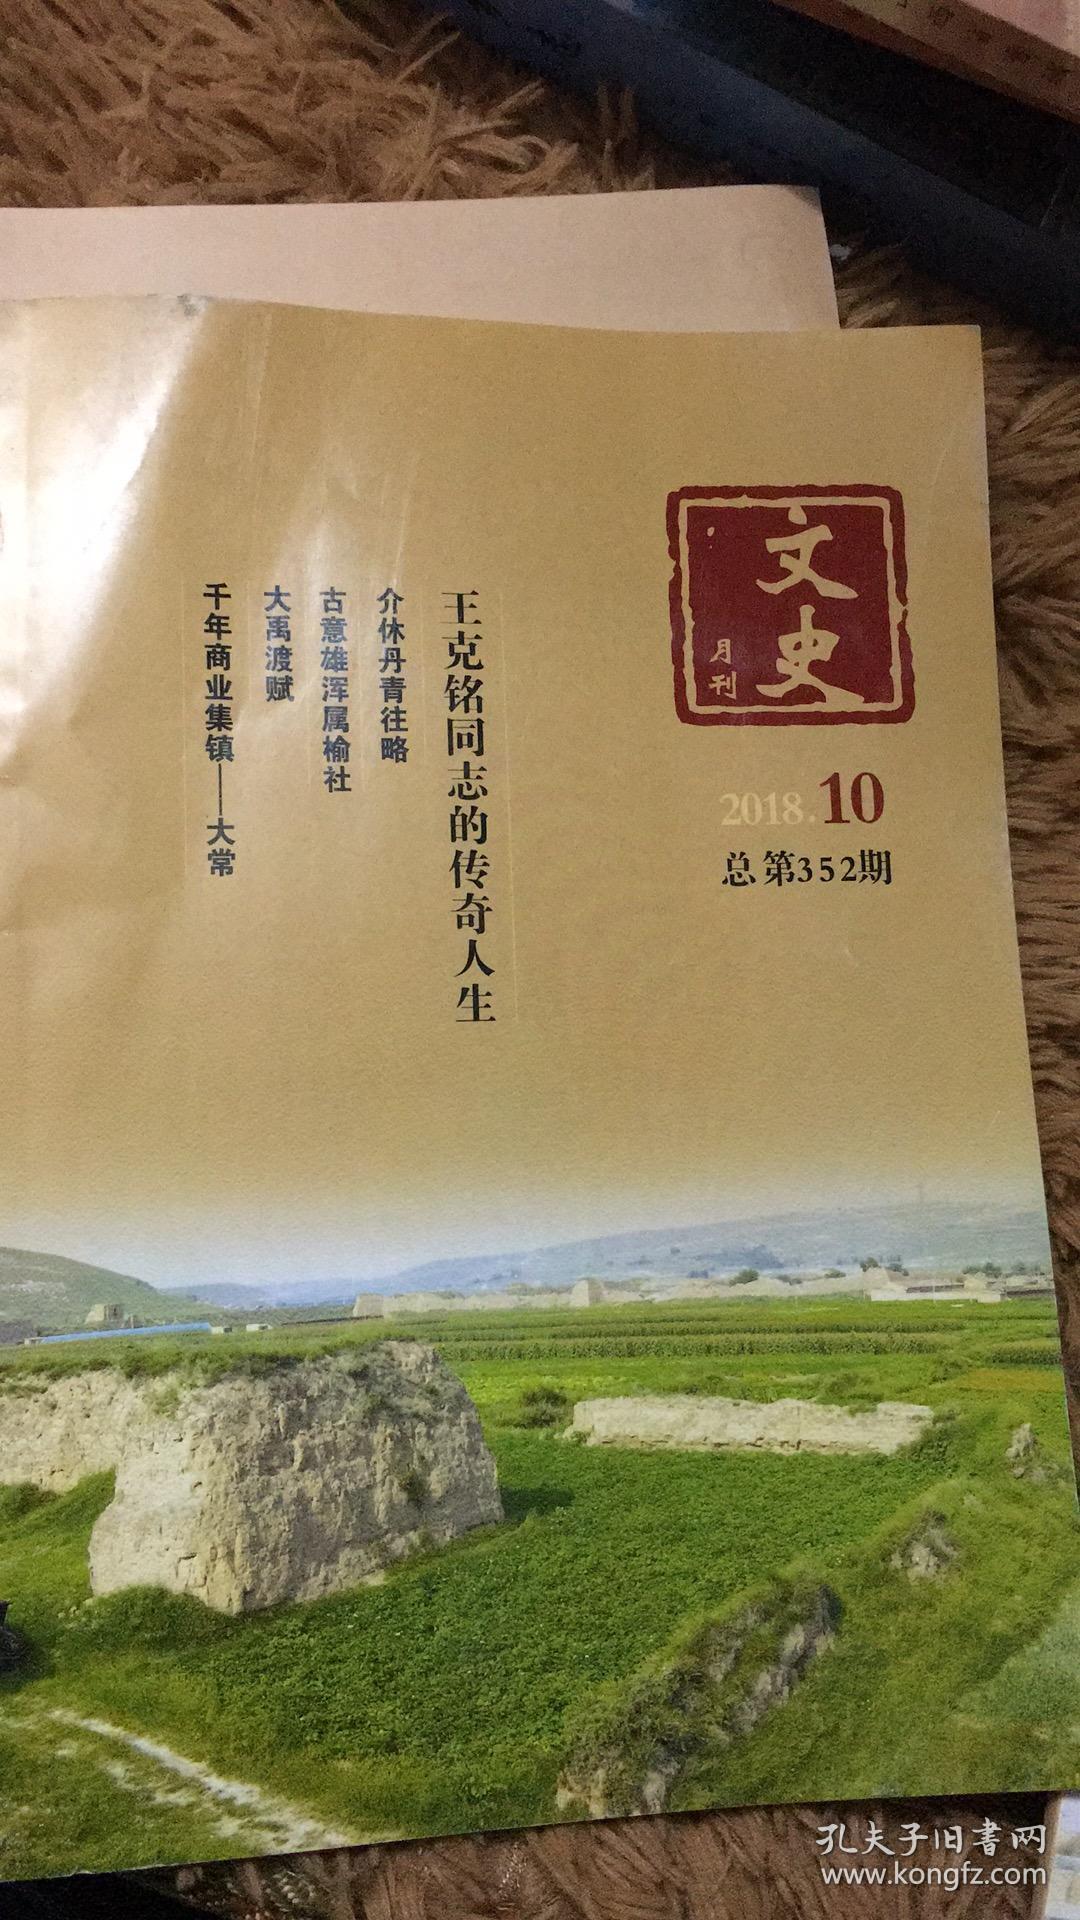 文史
月刊
2018.10
总第352期
王克铭同志的传奇人生
介休丹青往略
古意雄浑属榆社
大禹渡赋
千年商业集镇——大常
孔夫子旧書网
www.kongfz.com